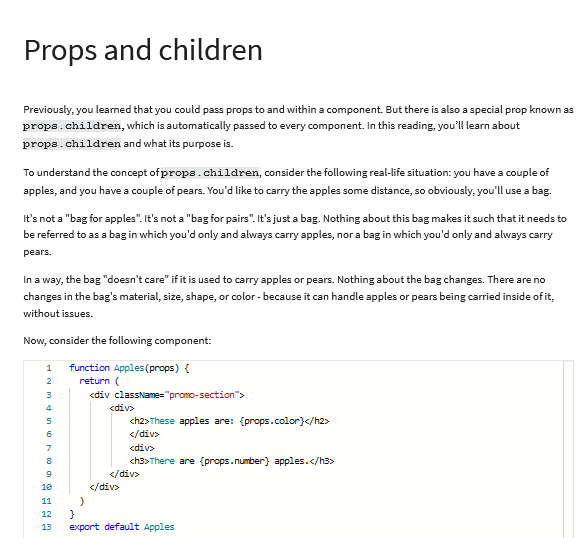 Props and children
Previously, you learned that you could pass props to and within a component. But there is also a special prop known as
props.children, which is automatically passed to every component. In this reading, you'll learn about
props.children and what its purpose is.
To understand the concept of props.children, consider the following real-life situation: you have a couple of
apples, and you have a couple of pears. You'd like to carry the apples some distance, so obviously, you'll use a bag.
It's not a "bag for apples". It's not a "bag for pairs". It's just a bag. Nothing about this bag makes it such that it needs to
be referred to as a bag in which you'd only and always carry apples, nor a bag in which you'd only and always carry
pears.
In a way, the bag "doesn't care" if it is used to carry apples or pears. Nothing about the bag changes. There are no
changes in the bag's material, size, shape, or color - because it can handle apples or pears being carried inside of it,
without issues.
Now, consider the following component:
1 function Apples(props) {
2 return (
3 <div className="promo-section">
4 <div>
5 <h2>These apples are: {props.color}</h2>
6 </div>
7 <div>
8 <h3>There are {props.number} apples.</h3>
9 </div>
10 </div>
11 )
12 }
13 export default Apples